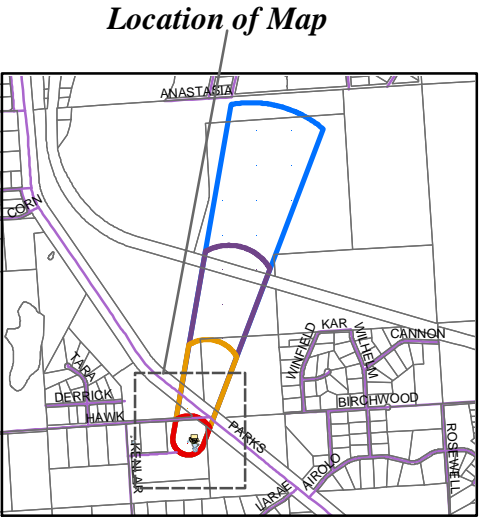 Location of Map
ANASTASIA
CORN
KAR
WINFIELD
WILHELM
CANNON
TARA
DERRICK
BIRCHWOOD
HAWK
PARKS
KENLAR
ROSEWELL
AIROLO
LARAE